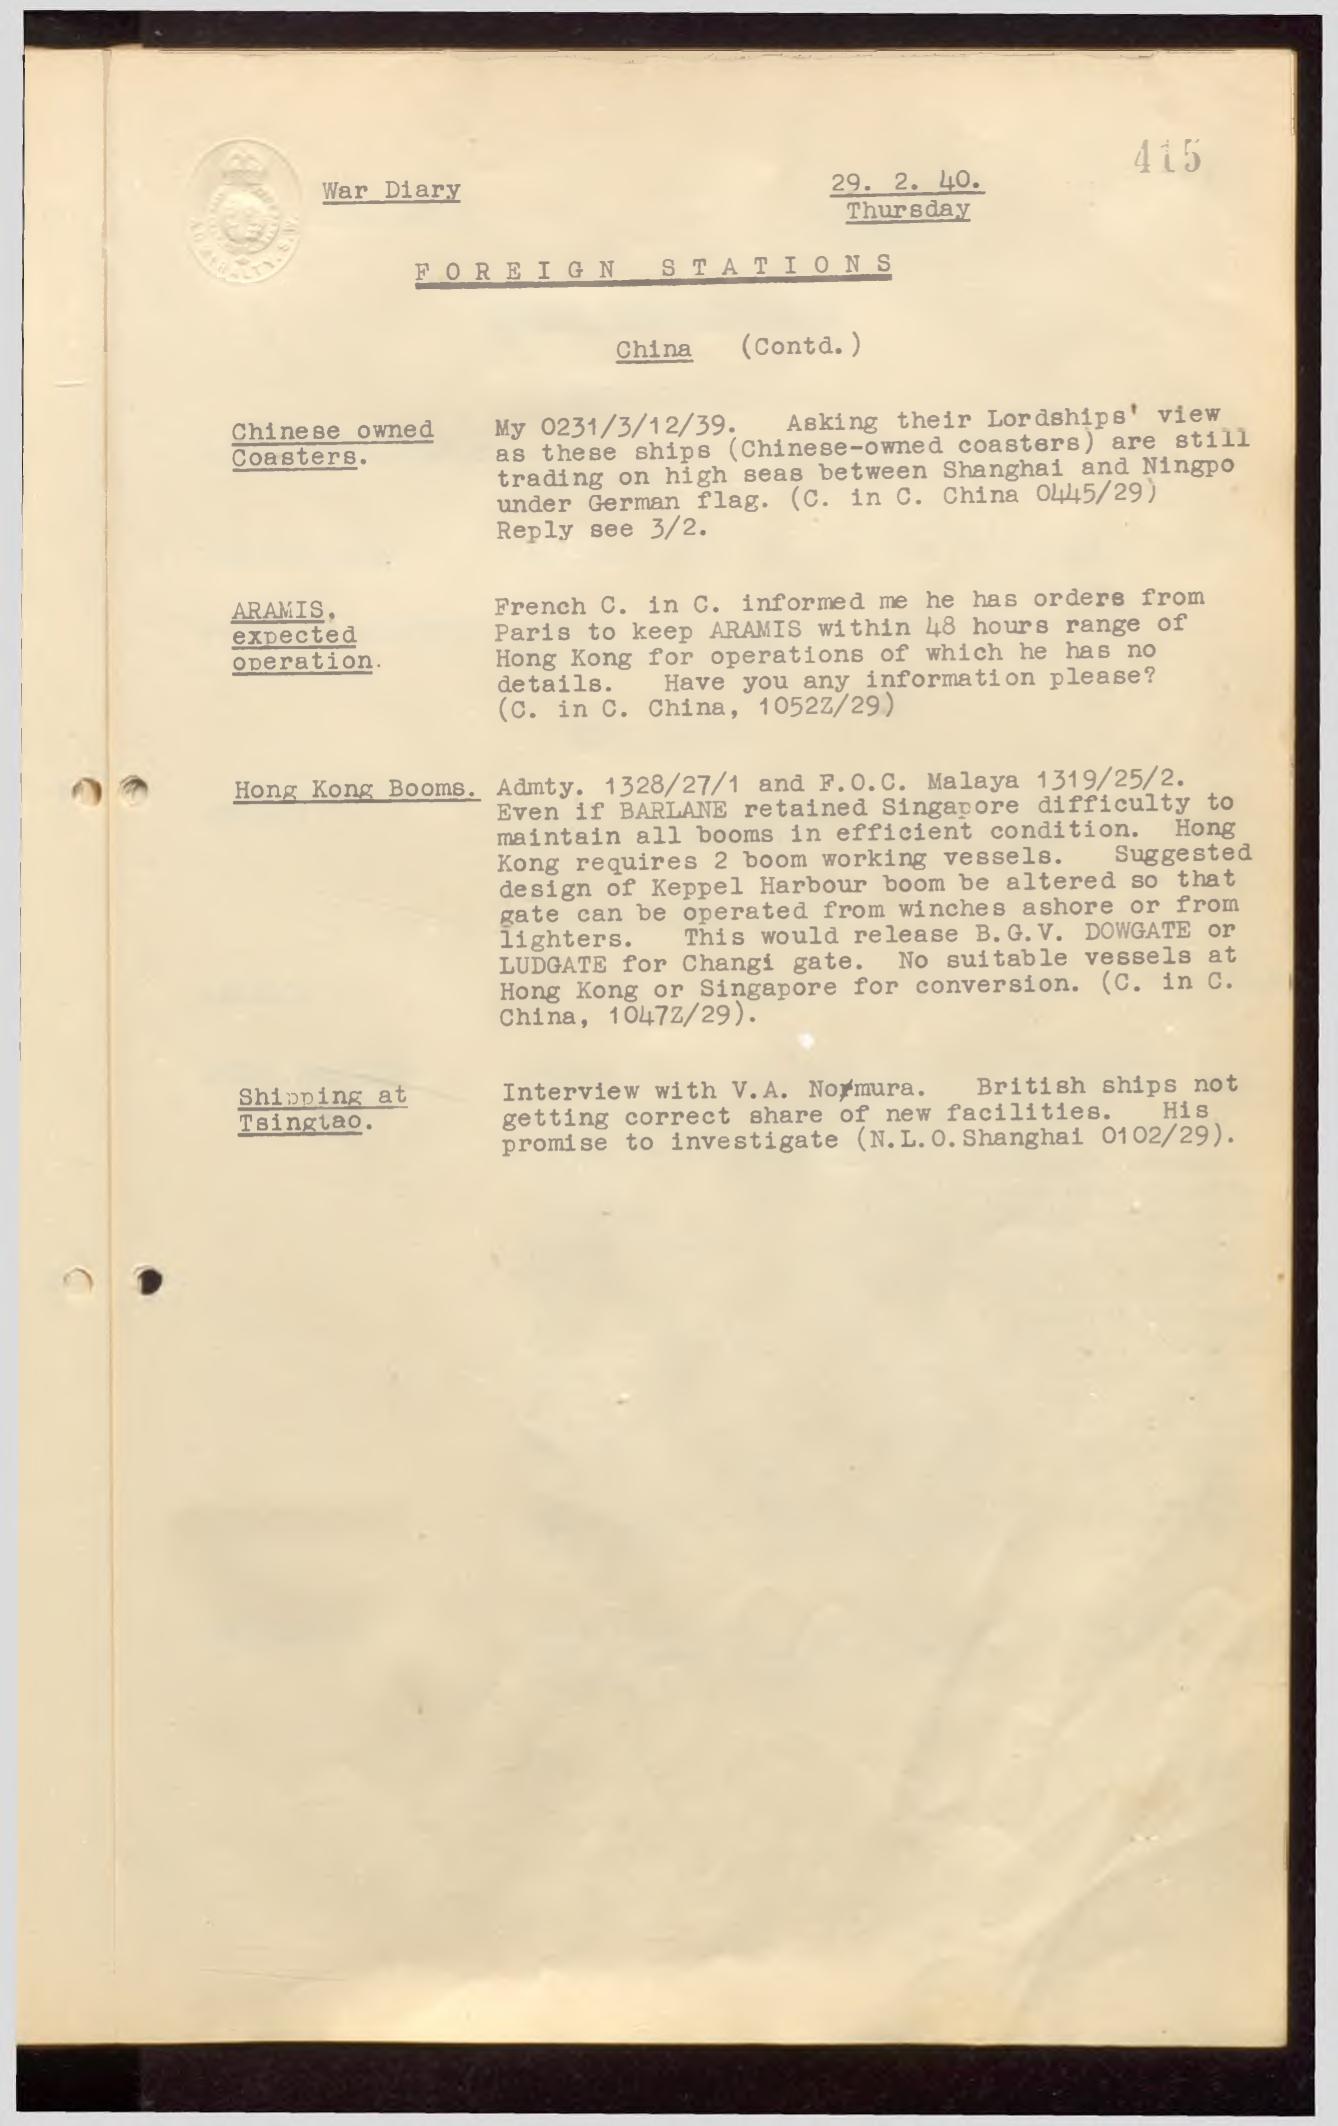 415
War Diary
29. 2. 40.
Thursday
FOREIGN STATIONS
China (Contd.)
Chinese owned
Coasters.
My 0231/3/12/39. Asking their Lordships' view
as these ships (Chinese-owned coasters) are still
trading on high seas between Shanghai and Ningpo
under German flag. (C. in C. China 0445/29)
Reply see 3/2.
ARAMIS,
expected
operation.
French C. in C. informed me he has orders from
Paris to keep ARAMIS within 48 hours range of
Hong Kong for operations of which he has no
details. Have you any information please?
(C. in C. China, 1052Z/29)
Hong Kong Booms.
Admty. 1328/27/1 and F.O.C. Malaya 1319/25/2.
Even if BARLANE retained Singapore difficulty to
maintain all booms in efficient condition. Hong
Kong requires 2 boom working vessels. Suggested
design of Keppel Harbour boom be altered so that
gate can be operated from winches ashore or from
lighters. This would release B.G.V. DOWGATE or
LUDGATE for Changi gate. No suitable vessels at
Hong Kong or Singapore for conversion. (C. in C.
China, 1047Z/29).
Shipping at
Tsingtao.
Interview with V.A. Nomura. British ships not
getting correct share of new facilities. His
promise to investigate (N.L.O.Shanghai 0102/29).